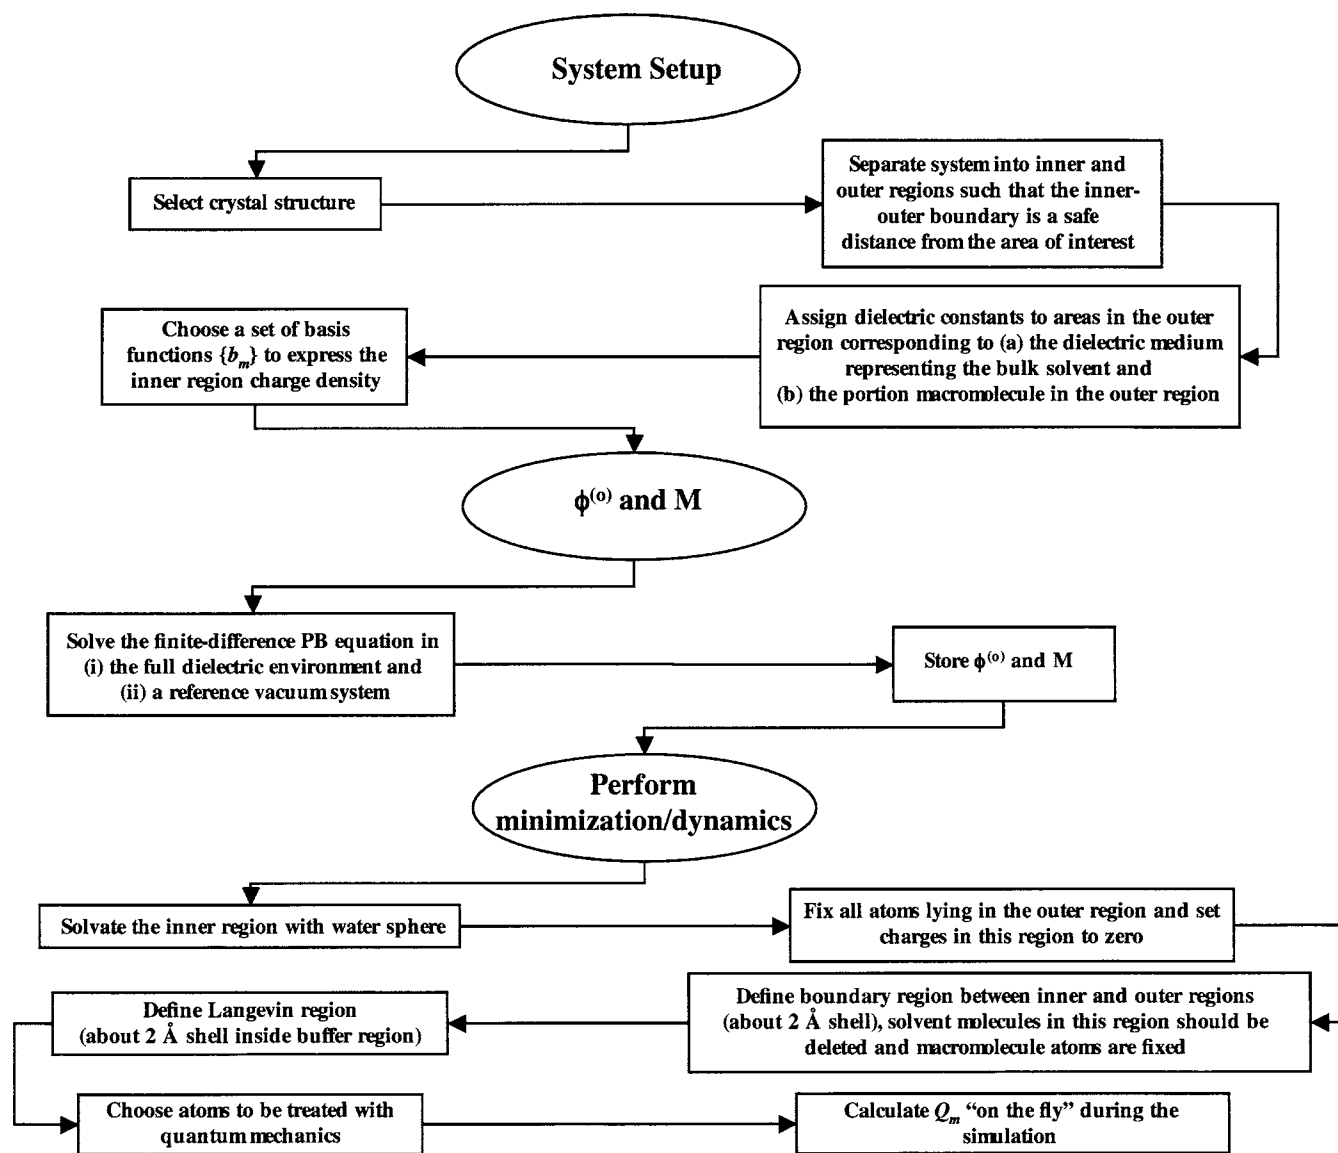 System Setup
Select crystal structure
Separate system into inner and
outer regions such that the inner-
outer boundary is a safe
distance from the area of interest
Assign dielectric constants to areas in the outer
region corresponding to (a) the dielectric medium
representing the bulk solvent and
(b) the portion macromolecule in the outer region
Choose a set of basis
functions {b_m} to express the
inner region charge density
ϕ^(o) and M
Solve the finite-difference PB equation in
(i) the full dielectric environment and
(ii) a reference vacuum system
Store ϕ^(o) and M
Perform
minimization/dynamics
Solvate the inner region with water sphere
Fix all atoms lying in the outer region and set
charges in this region to zero
Define boundary region between inner and outer regions
(about 2 Å shell), solvent molecules in this region should be
deleted and macromolecule atoms are fixed
Define Langevin region
(about 2 Å shell inside buffer region)
Choose atoms to be treated with
quantum mechanics
Calculate Q_m “on the fly” during the
simulation